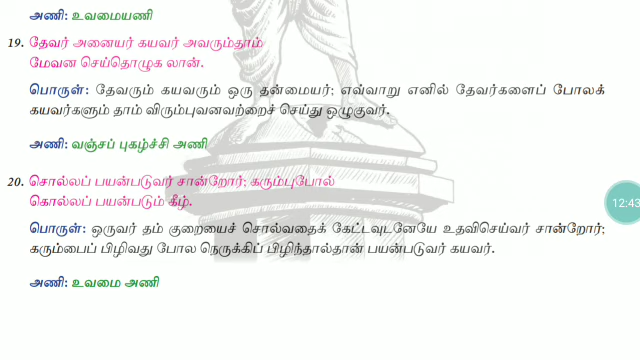 அணி: உவமையணி
19. தேவர் அனையர் கயவர் அவரும்தாம்
மேவன செய்தொழுக லான்.
பொருள்: தேவரும் கயவரும் ஒரு தன்மையர்; எவ்வாறு எனில் தேவர்களைப் போலக்
கயவர்களும் தாம் விரும்புவனவற்றைச் செய்து ஒழுகுவர்.
அணி: வஞ்சப் புகழ்ச்சி அணி
20. சொல்லப் பயன்படுவர் சான்றோர்; கரும்புபோல்
கொல்லப் பயன்படும் கீழ்.
பொருள்: ஒருவர் தம் குறையைச் சொல்வதைக் கேட்டவுடனேயே உதவிசெய்வர் சான்றோர்;
கரும்பைப் பிழிவது போல நெருக்கிப் பிழிந்தால்தான் பயன்படுவர் கயவர்.
அணி: உவமை அணி
12:43